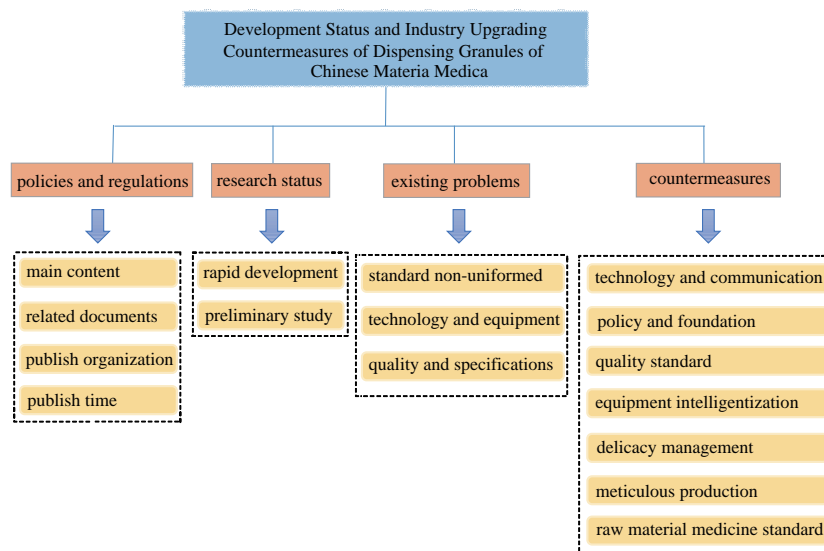 Development Status and Industry Upgrading
Countermeasures of Dispensing Granules of
Chinese Materia Medica
policies and regulations
research status
existing problems
countermeasures
main content
related documents
publish organization
publish time
rapid development
preliminary study
standard non-uniformed
technology and equipment
quality and specifications
technology and communication
policy and foundation
quality standard
equipment intelligentization
delicacy management
meticulous production
raw material medicine standard